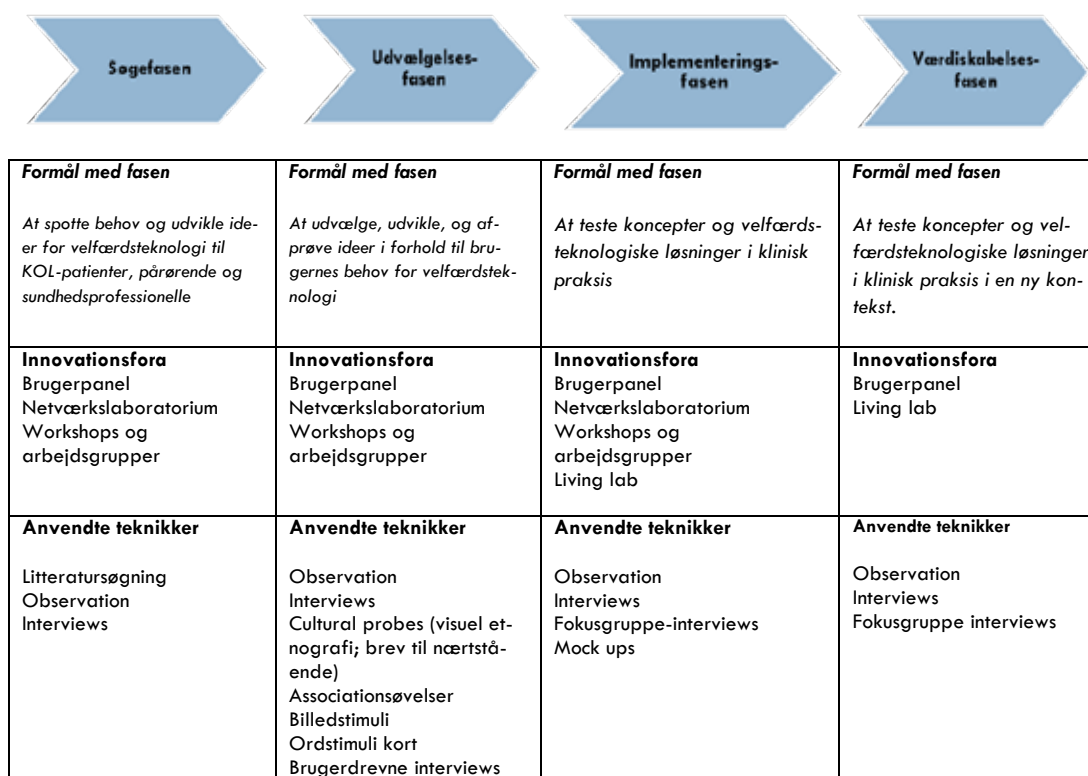 Søgefasen
Udvælgelses-
fasen
Implementerings-
fasen
Værdiskabelses-
fasen
Formål med fasen
At spotte behov og udvikle ide-
er for velfærdsteknologi til
KOL-patienter, pårørende og
sundhedsprofessionelle
Formål med fasen
At udvælge, udvikle, og af-
prøve ideer i forhold til bru-
gernes behov for velfærdstek-
nologi
Formål med fasen
At teste koncepter og velfærds-
teknologiske løsninger i klinisk
praksis
Formål med fasen
At teste koncepter og vel-
færdsteknologiske løsninger
i klinisk praksis i en ny kon-
tekst.
Innovationsfora
Brugerpanel
Netværkslaboratorium
Workshops og
arbejdsgrupper
Innovationsfora
Brugerpanel
Netværkslaboratorium
Workshops og
arbejdsgrupper
Innovationsfora
Brugerpanel
Netværkslaboratorium
Workshops og
arbejdsgrupper
Living lab
Innovationsfora
Brugerpanel
Living lab
Anvendte teknikker
Litteratursøgning
Observation
Interviews
Anvendte teknikker
Observation
Interviews
Cultural probes (visuel et-
nografi; brev til nærtstå-
ende)
Associationsøvelser
Billedstimuli
Ordstimuli kort
Brugerdrevne interviews
Anvendte teknikker
Observation
Interviews
Fokusgruppe-interviews
Mock ups
Anvendte teknikker
Observation
Interviews
Fokusgruppe interviews